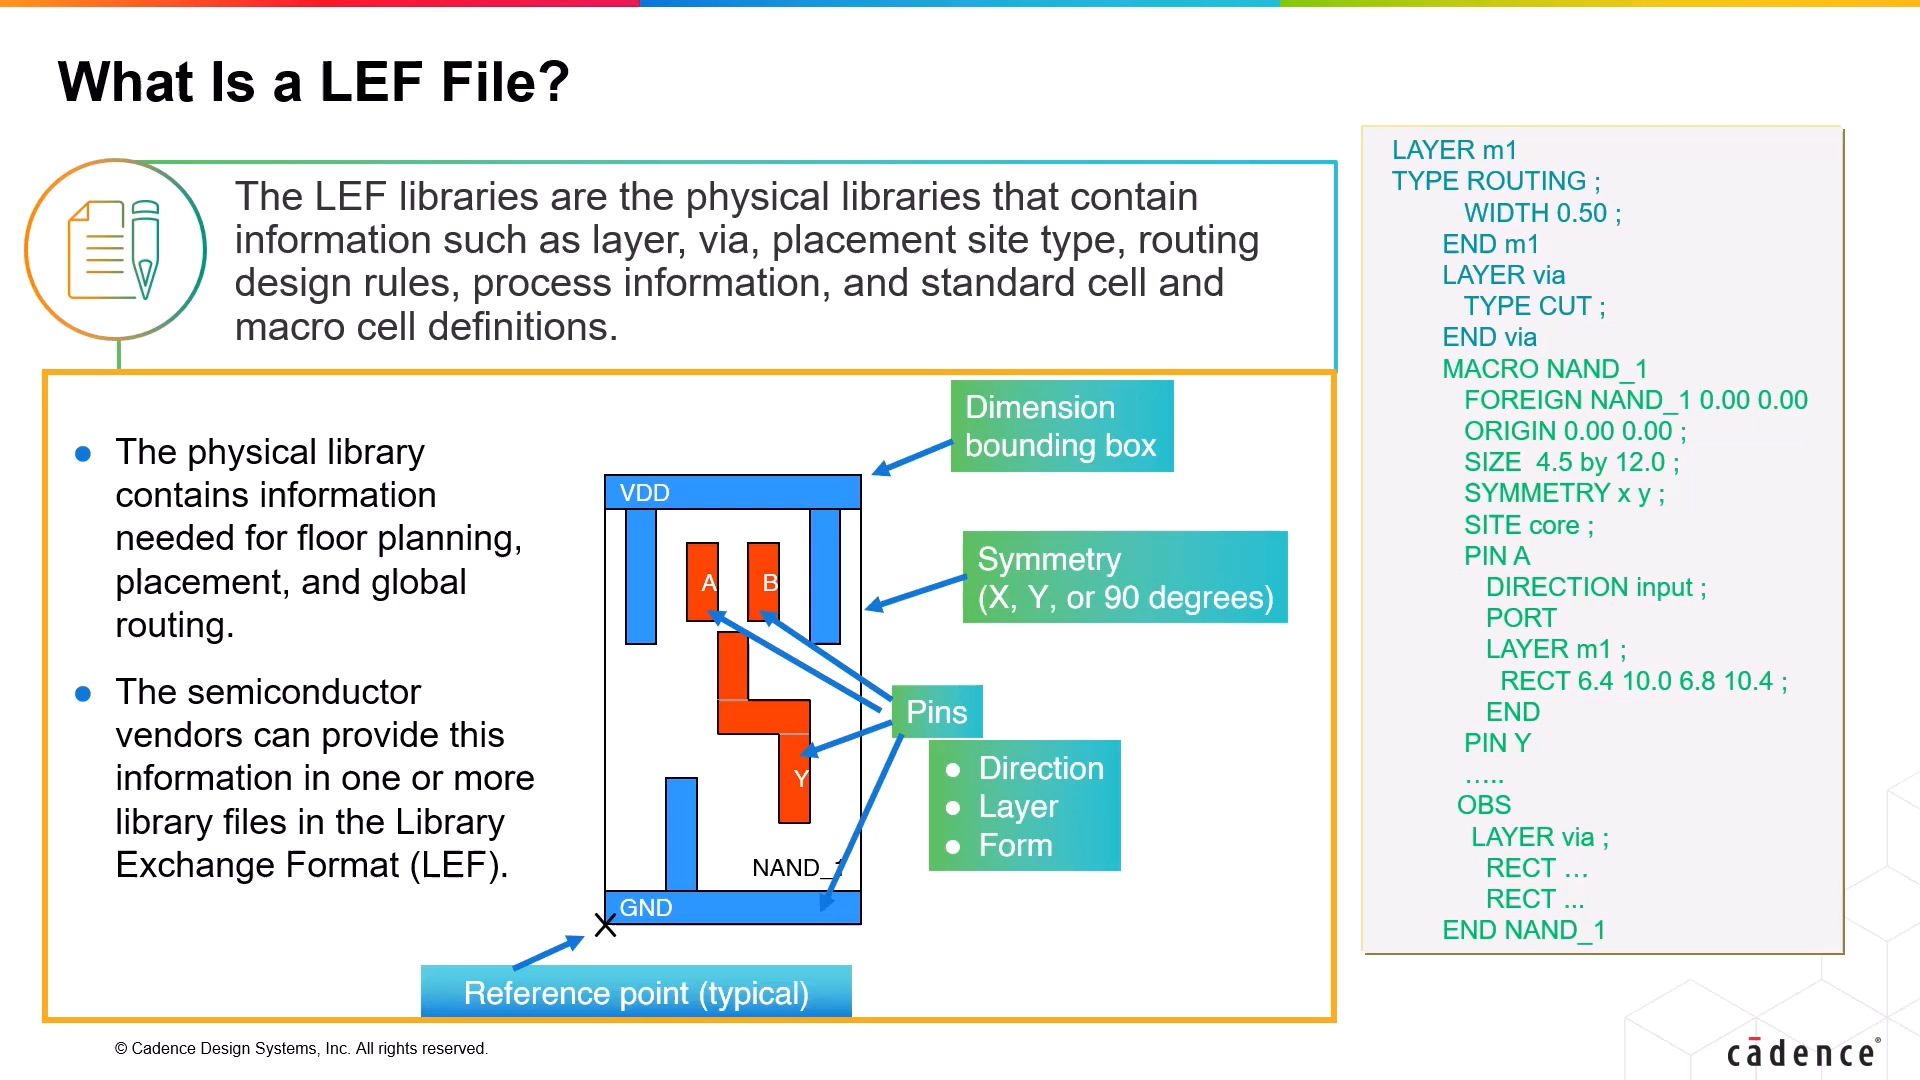 What Is a LEF File?
The LEF libraries are the physical libraries that contain
information such as layer, via, placement site type, routing
design rules, process information, and standard cell and
macro cell definitions.
The physical library
contains information
needed for floor planning,
placement, and global
routing.
The semiconductor
vendors can provide this
information in one or more
library files in the Library
Exchange Format (LEF).
Dimension
bounding box
VDD
Symmetry
(X, Y, or 90 degrees)
A
B
Pins
Direction
Layer
Form
Y
NAND_1
GND
Reference point (typical)
LAYER m1
TYPE ROUTING ;
WIDTH 0.50 ;
END m1
LAYER via
TYPE CUT ;
END via
MACRO NAND_1
FOREIGN NAND_1 0.00 0.00
ORIGIN 0.00 0.00 ;
SIZE 4.5 by 12.0 ;
SYMMETRY x y ;
SITE core ;
PIN A
DIRECTION input ;
PORT
LAYER m1 ;
RECT 6.4 10.0 6.8 10.4 ;
END
PIN Y
…..
OBS
LAYER via ;
RECT …
RECT ...
END NAND_1
© Cadence Design Systems, Inc. All rights reserved.
cādence®